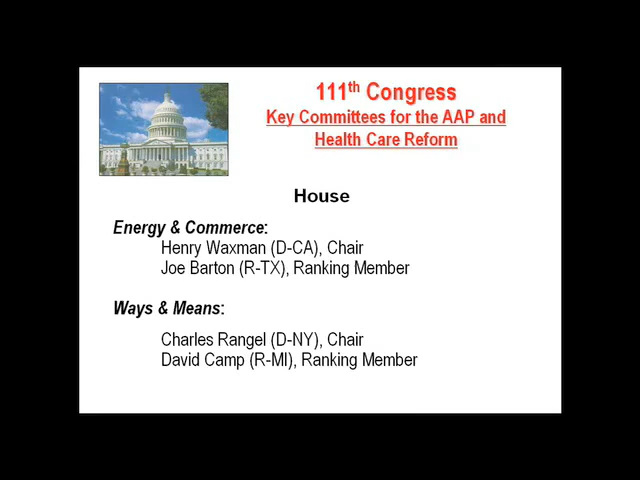 111th Congress
Key Committees for the AAP and
Health Care Reform
House
Energy & Commerce:
Henry Waxman (D-CA), Chair
Joe Barton (R-TX), Ranking Member
Ways & Means:
Charles Rangel (D-NY), Chair
David Camp (R-MI), Ranking Member